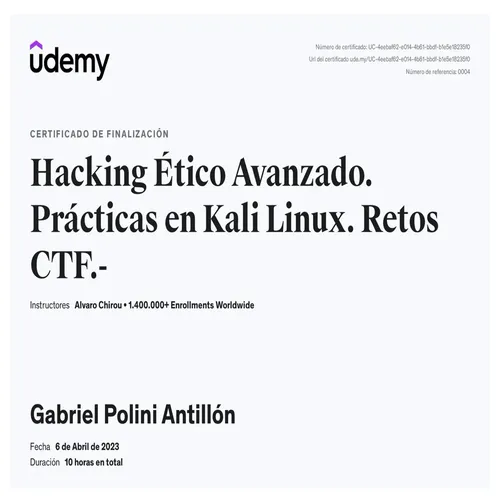 udemy
Número de certificado: UC-4eebaf62-e014-4b61-bbdf-b1e5e18235f0
Url del certificado: ude.my/UC-4eebaf62-e014-4b61-bbdf-b1e5e18235f0
Número de referencia: 0004
CERTIFICADO DE FINALIZACIÓN
Hacking Ético Avanzado.
Prácticas en Kali Linux. Retos
CTF.-
Instructores Alvaro Chirou • 1.400.000+ Enrollments Worldwide
Gabriel Polini Antillón
Fecha 6 de Abril de 2023
Duración 10 horas en total